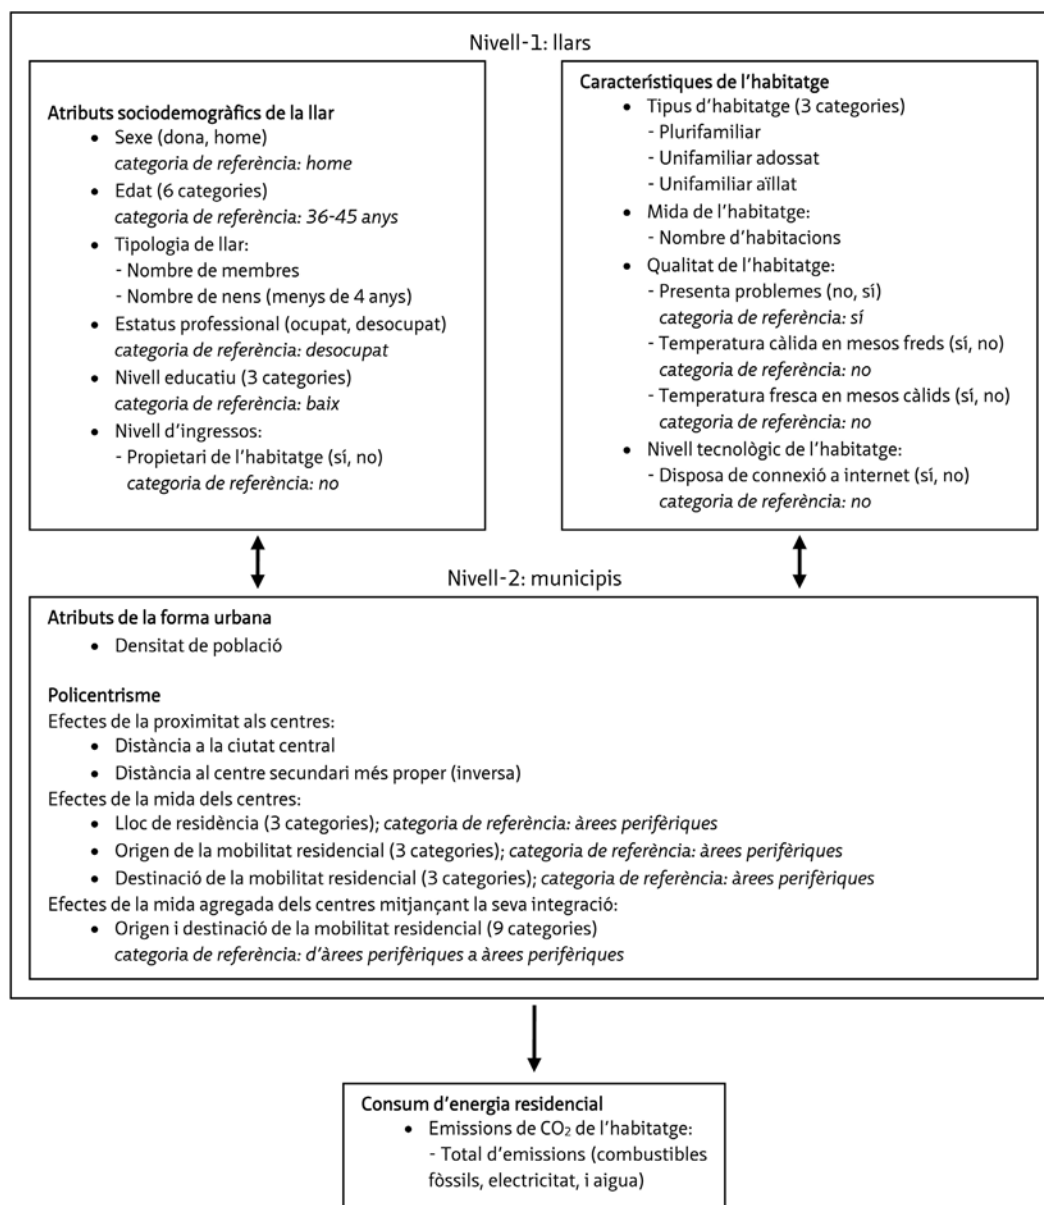 Nivell-1: llars
Atributs sociodemogràfics de la llar
• Sexe (dona, home)
categoria de referència: home
• Edat (6 categories)
categoria de referència: 36-45 anys
• Tipologia de llar:
- Nombre de membres
- Nombre de nens (menys de 4 anys)
• Estatus professional (ocupat, desocupat)
categoria de referència: desocupat
• Nivell educatiu (3 categories)
categoria de referència: baix
• Nivell d'ingressos:
- Propietari de l'habitatge (sí, no)
categoria de referència: no
Característiques de l'habitatge
• Tipus d'habitatge (3 categories)
- Plurifamiliar
- Unifamiliar adossat
- Unifamiliar aïllat
• Mida de l'habitatge:
- Nombre d'habitacions
• Qualitat de l'habitatge:
- Presenta problemes (no, sí)
categoria de referència: sí
- Temperatura càlida en mesos freds (sí, no)
categoria de referència: no
- Temperatura fresca en mesos càlids (sí, no)
categoria de referència: no
• Nivell tecnològic de l'habitatge:
- Disposa de connexió a internet (sí, no)
categoria de referència: no
Nivell-2: municipis
Atributs de la forma urbana
• Densitat de població
Policentrisme
Efectes de la proximitat als centres:
• Distància a la ciutat central
• Distància al centre secundari més proper (inversa)
Efectes de la mida dels centres:
• Lloc de residència (3 categories); categoria de referència: àrees perifèriques
• Origen de la mobilitat residencial (3 categories); categoria de referència: àrees perifèriques
• Destinació de la mobilitat residencial (3 categories); categoria de referència: àrees perifèriques
Efectes de la mida agregada dels centres mitjançant la seva integració:
• Origen i destinació de la mobilitat residencial (9 categories)
categoria de referència: d'àrees perifèriques a àrees perifèriques
Consum d'energia residencial
• Emissions de CO₂ de l'habitatge:
- Total d'emissions (combustibles
fòssils, electricitat, i aigua)